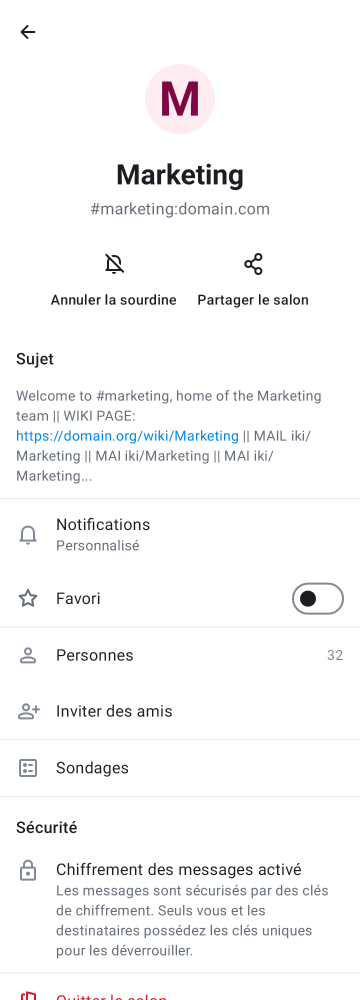 M
Marketing
#marketing:domain.com
Annuler la sourdine
Partager le salon
Sujet
Welcome to #marketing, home of the Marketing
team || WIKI PAGE:
https://domain.org/wiki/Marketing || MAIL iki/
Marketing || MAI iki/Marketing || MAI iki/
Marketing...
Notifications
Personnalisé
Favori
Personnes
32
Inviter des amis
Sondages
Sécurité
Chiffrement des messages activé
Les messages sont sécurisés par des clés
de chiffrement. Seuls vous et les
destinataires possédez les clés uniques
pour les déverrouiller.
Quitter le salon